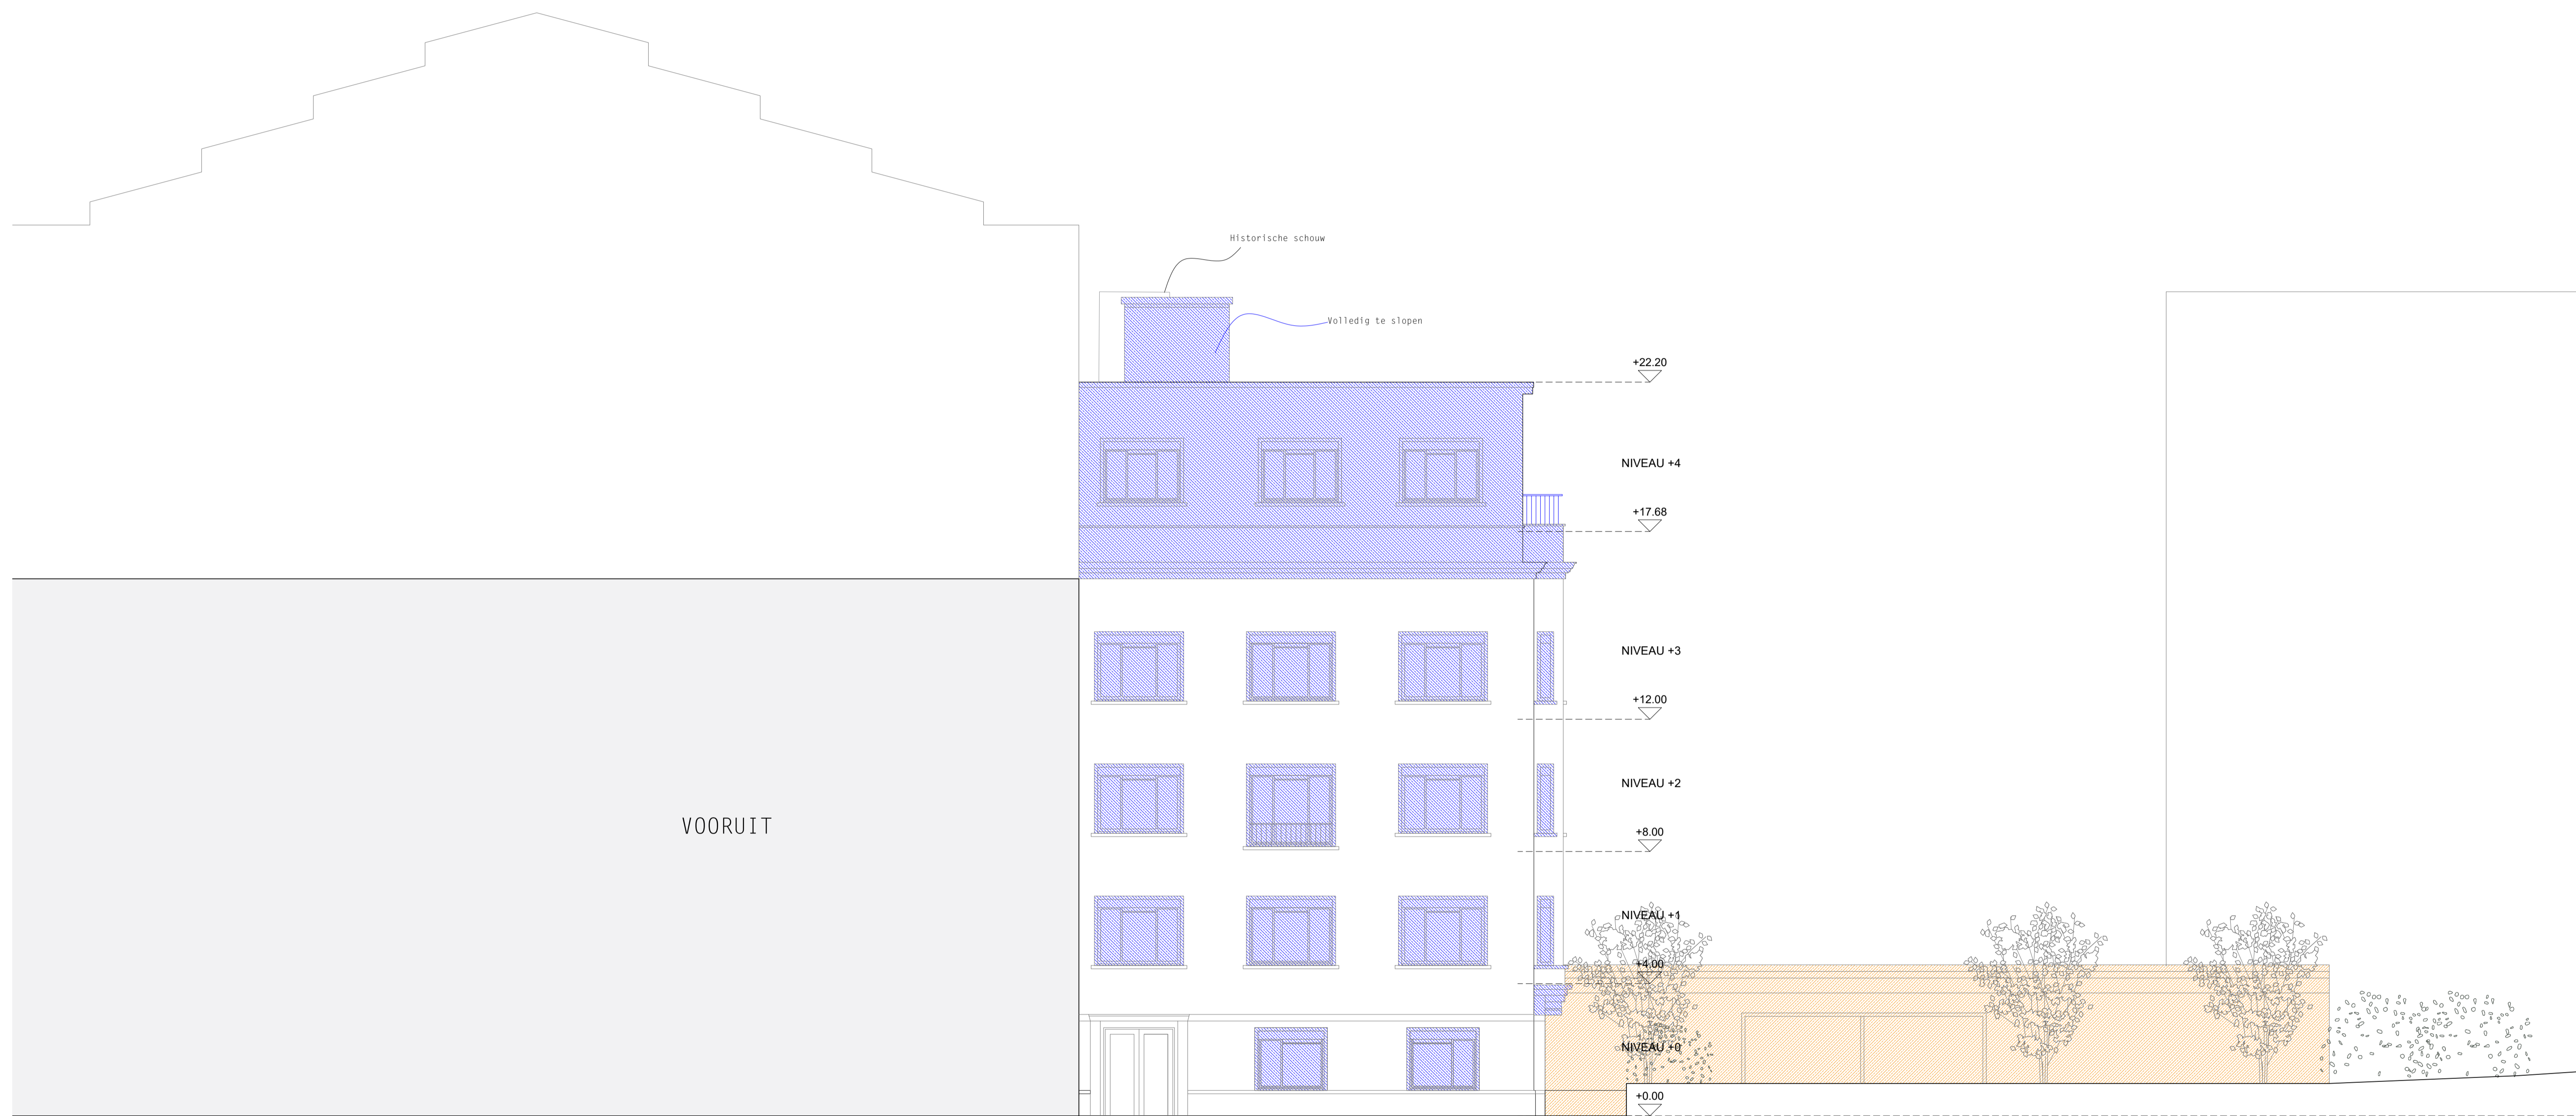 Historische schouw
Volledig te slopen
+22.20
NIVEAU +4
+17.68
NIVEAU +3
+12.00
NIVEAU +2
VOORUIT
+8.00
NIVEAU +1
+4.00
NIVEAU +0
+0.00